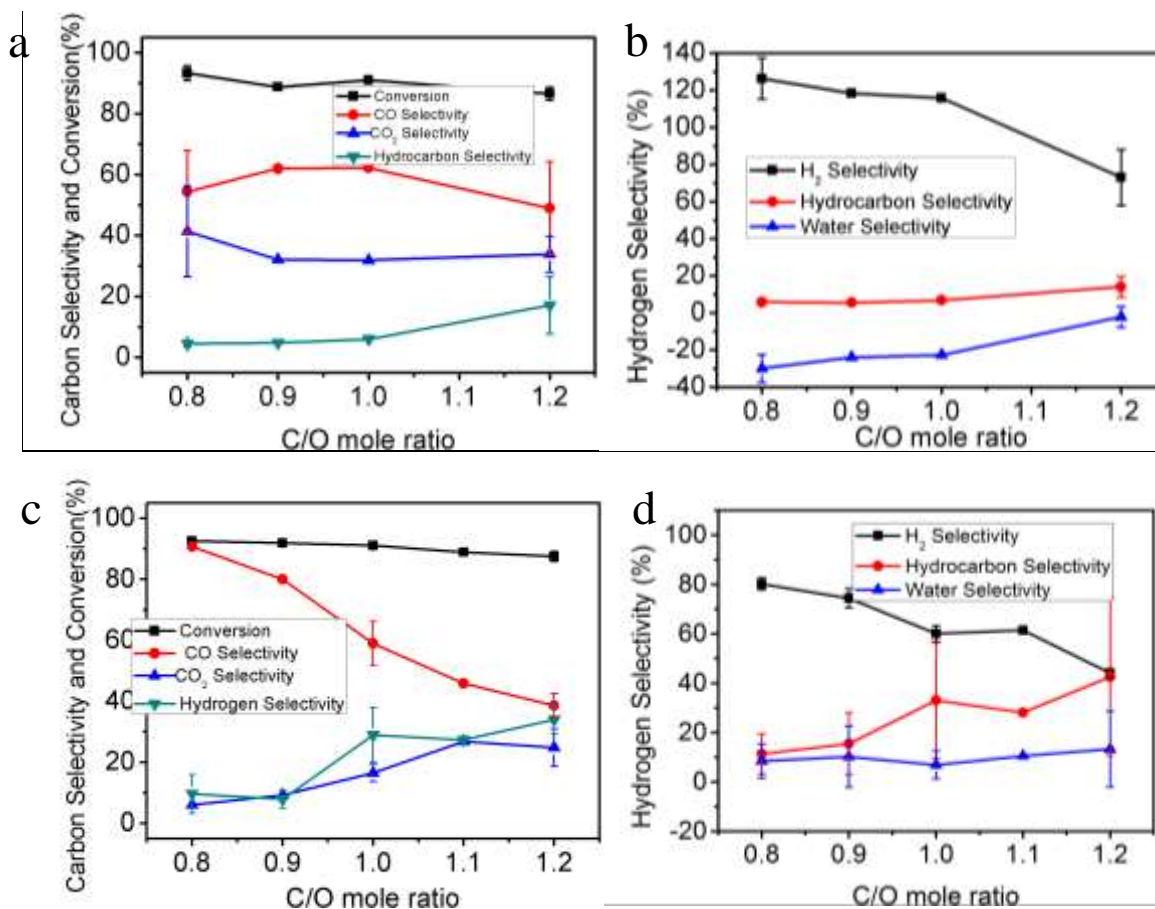 a
Carbon Selectivity and Conversion(%)
100
80
60
40
20
0
Conversion
CO Selectivity
CO₂ Selectivity
Hydrocarbon Selectivity
0.8 0.9 1.0 1.1 1.2
C/O mole ratio
b
Hydrogen Selectivity (%)
140
120
100
80
60
40
20
0
-20
-40
H₂ Selectivity
Hydrocarbon Selectivity
Water Selectivity
0.8 0.9 1.0 1.1 1.2
C/O mole ratio
c
Carbon Selectivity and Conversion(%)
100
80
60
40
20
0
Conversion
CO Selectivity
CO₂ Selectivity
Hydrogen Selectivity
0.8 0.9 1.0 1.1 1.2
C/O mole ratio
d
Hydrogen Selectivity (%)
100
80
60
40
20
0
-20
H₂ Selectivity
Hydrocarbon Selectivity
Water Selectivity
0.8 0.9 1.0 1.1 1.2
C/O mole ratio